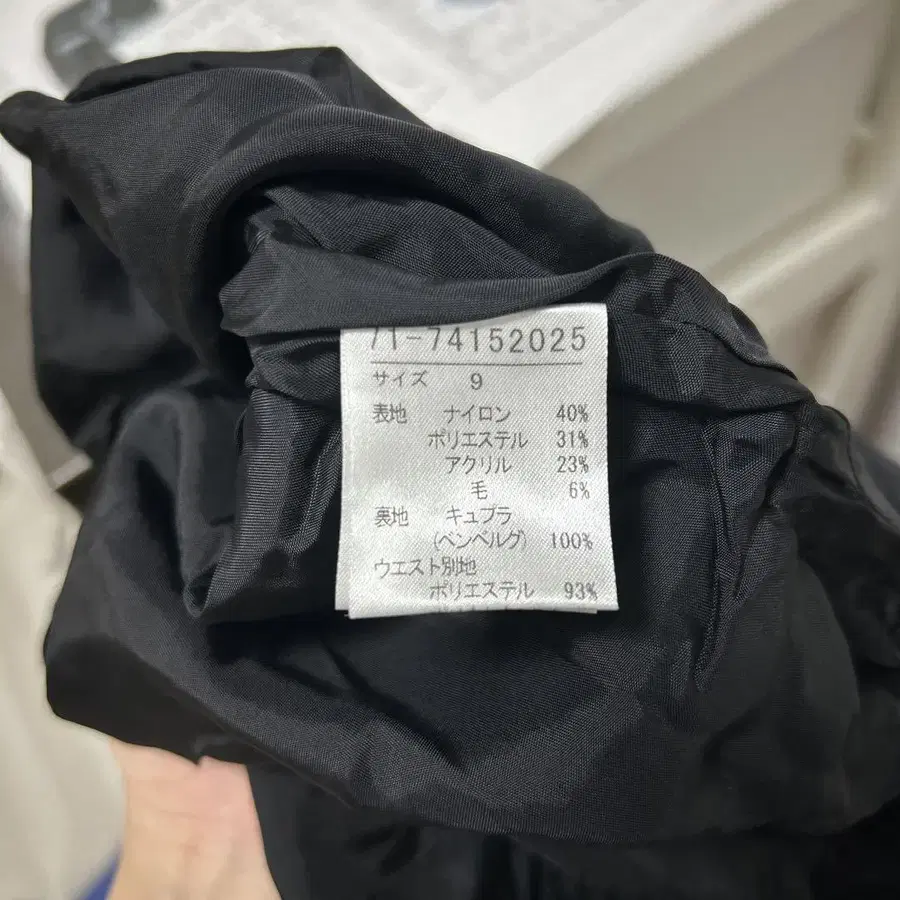 71-74152025
サイズ 9
表地 ナイロン 40%
ポリエステル 31%
アクリル 23%
毛 6%
裏地 キュプラ
(ベンベルグ) 100%
ウエスト別地
ポリエステル 93%